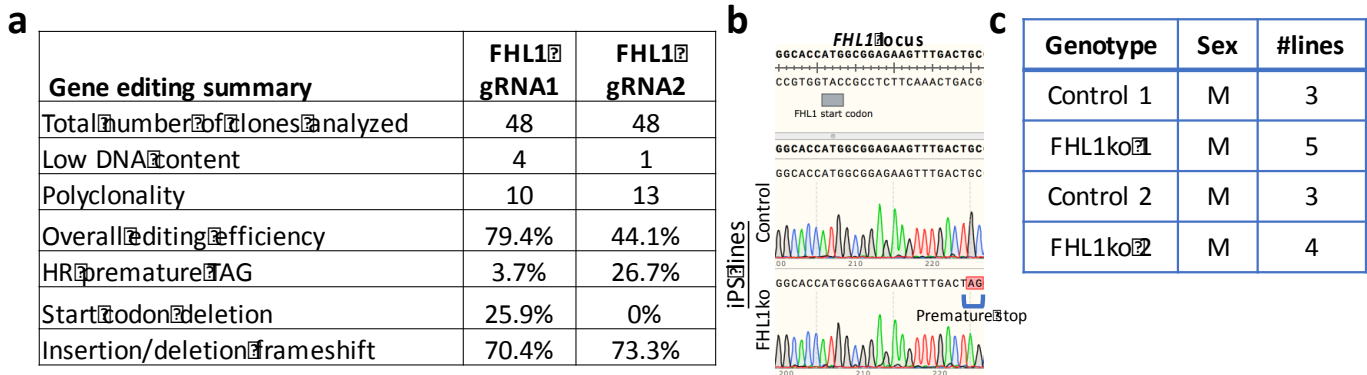 a
Gene editing summary FHL1 gRNA1 FHL1 gRNA2
Total number of clones analyzed 48 48
Low DNA content 4 1
Polyclonality 10 13
Overall editing efficiency 79.4% 44.1%
HR premature TAG 3.7% 26.7%
Start codon deletion 25.9% 0%
Insertion/deletion frameshift 70.4% 73.3%
b
FHL1 locus
GGCACCATGGCGGAGAAGTTTGACTGC
CCGTGGTACCGCCTCTTCAAACTGACG
FHL1 start codon
GGCACCATGGCGGAGAAGTTTGACTGC
GGCACCATGGCGGAGAAGTTTGACTGC
00 210 220
GGCACCATGGCGGAGAAGTTTGACTAG
Premature stop
200 210 220
iPS lines
Control
FHL1ko
c
Genotype Sex #lines
Control 1 M 3
FHL1ko 1 M 5
Control 2 M 3
FHL1ko 2 M 4